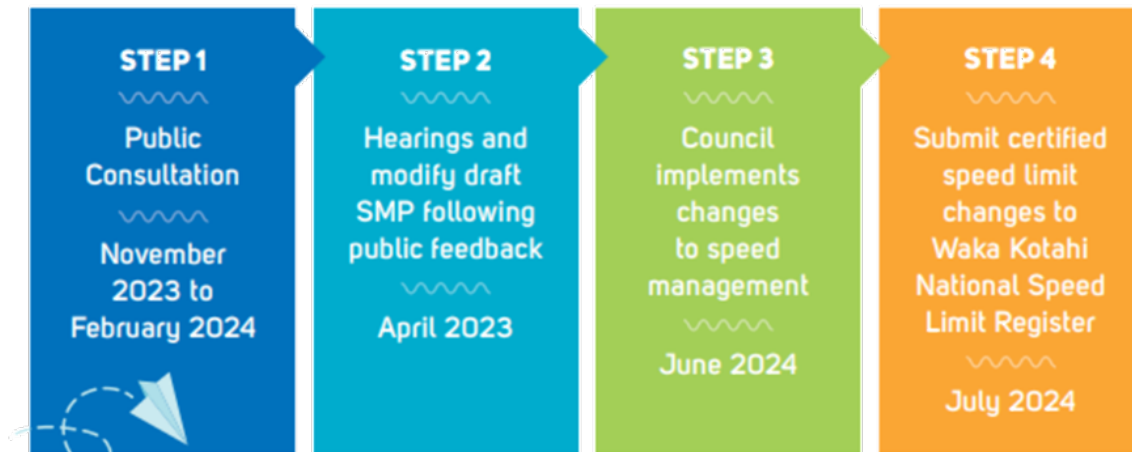 STEP 1
Public
Consultation
November
2023 to
February 2024
STEP 2
Hearings and
modify draft
SMP following
public feedback
April 2023
STEP 3
Council
implements
changes
to speed
management
June 2024
STEP 4
Submit certified
speed limit
changes to
Waka Kotahi
National Speed
Limit Register
July 2024